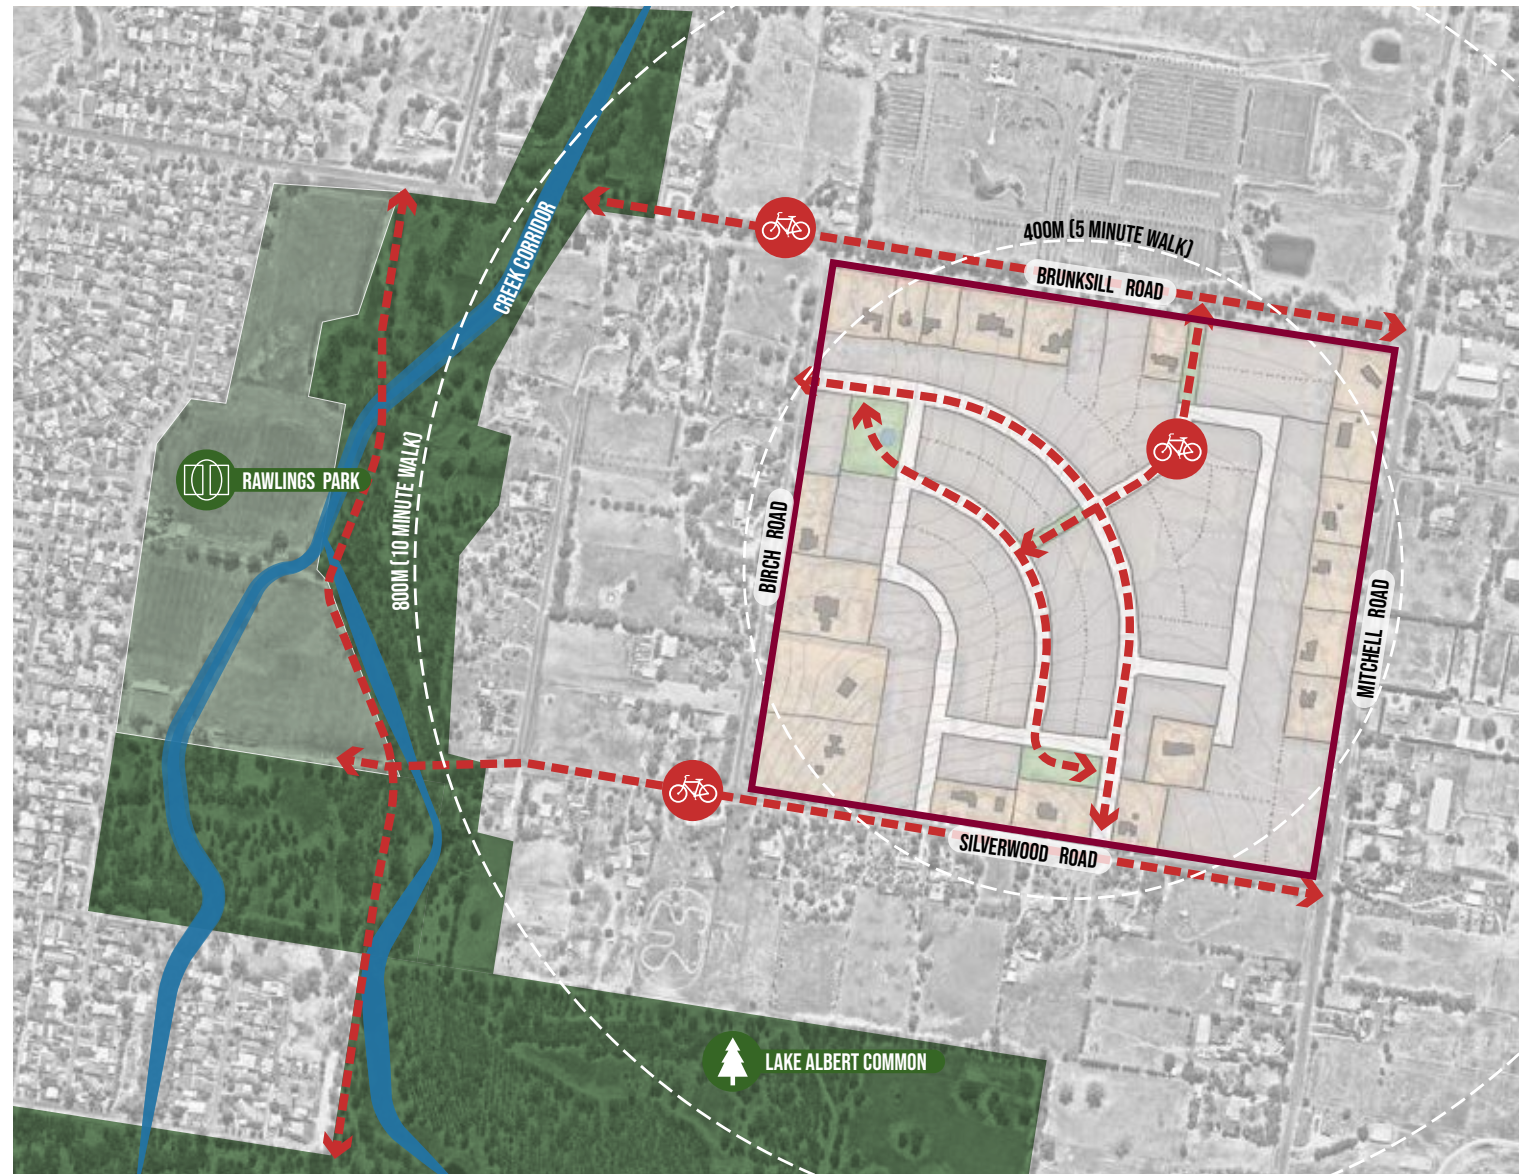 CREEK CORRIDOR
400M (5 MINUTE WALK)
BRUNKSILL ROAD
RAWLINGS PARK
800M (10 MINUTE WALK)
BIRCH ROAD
MITCHELL ROAD
SILVERWOOD ROAD
LAKE ALBERT COMMON